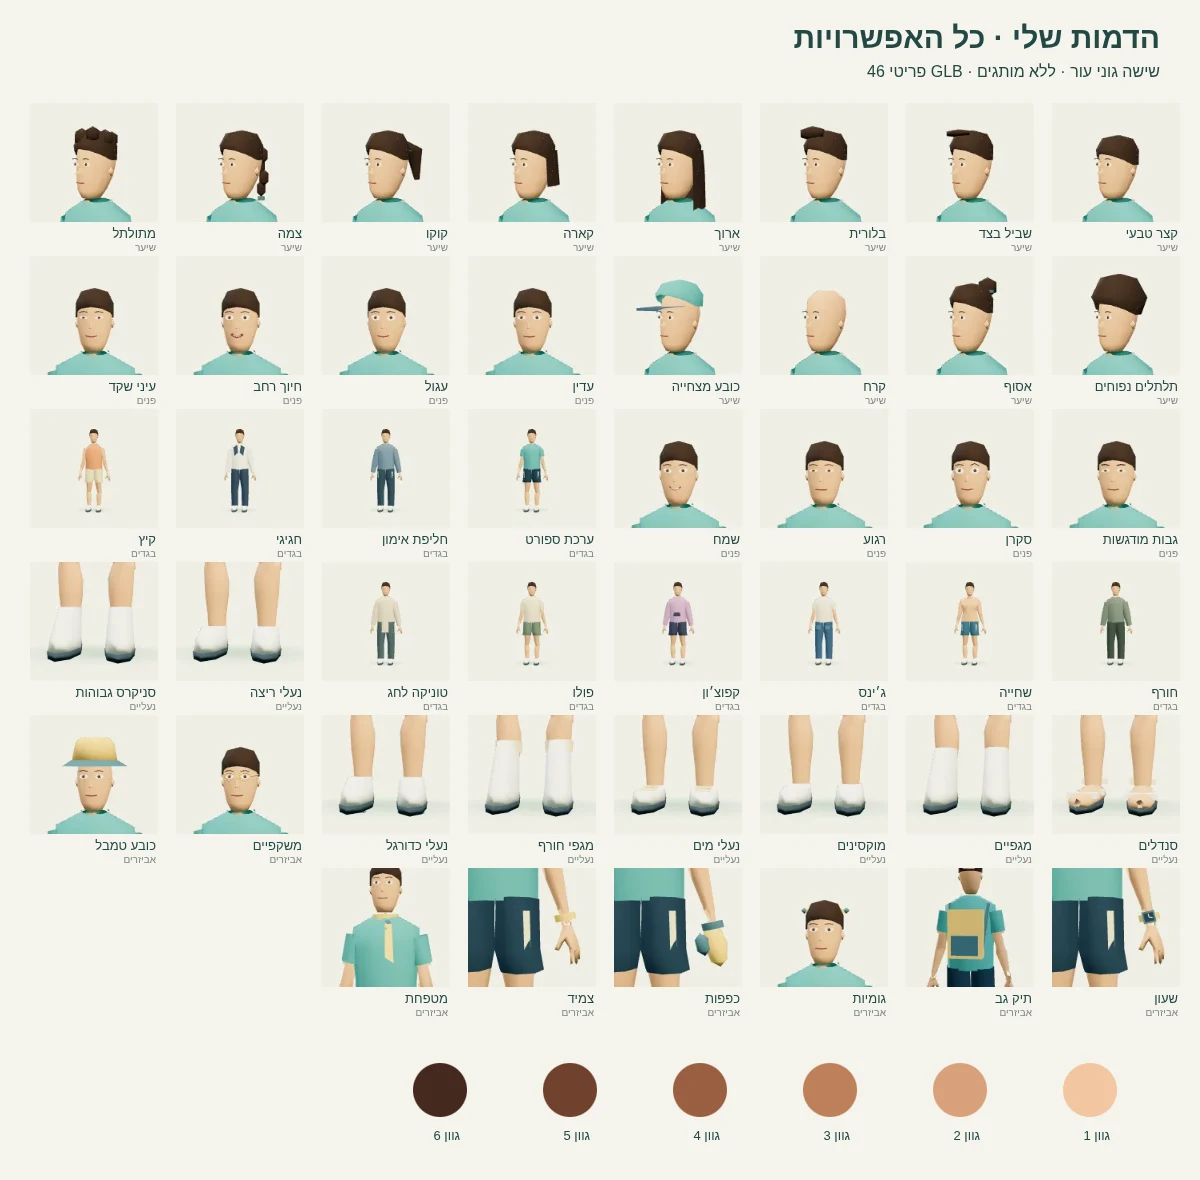 הדמות שלי · כל האפשרויות
שישה גוני עור · ללא מותגים · GLB פריטי 46
קצר טבעי
שיער
שביל בצד
שיער
בלורית
שיער
ארוך
שיער
קארה
שיער
קוקו
שיער
צמה
שיער
מתולתל
שיער
תלתלים נפוחים
שיער
אסוף
שיער
קרח
שיער
כובע מצחייה
שיער
עדין
פנים
עגול
פנים
חיוך רחב
פנים
עיני שקד
פנים
גבות מודגשות
פנים
סקרן
פנים
רגוע
פנים
שמח
פנים
ערכת ספורט
בגדים
חליפת אימון
בגדים
חגיגי
בגדים
קיץ
בגדים
חורף
בגדים
שחייה
בגדים
ג׳ינס
בגדים
קפוצ׳ון
בגדים
פולו
בגדים
טוניקה לחג
בגדים
נעלי ריצה
נעליים
סניקרס גבוהות
נעליים
סנדלים
נעליים
מגפיים
נעליים
מוקסינים
נעליים
נעלי מים
נעליים
מגפי חורף
נעליים
נעלי כדורגל
נעליים
משקפיים
אביזרים
כובע טמבל
אביזרים
שעון
אביזרים
תיק גב
אביזרים
גומיות
אביזרים
כפפות
אביזרים
צמיד
אביזרים
מטפחת
אביזרים
גוון 1
גוון 2
גוון 3
גוון 4
גוון 5
גוון 6